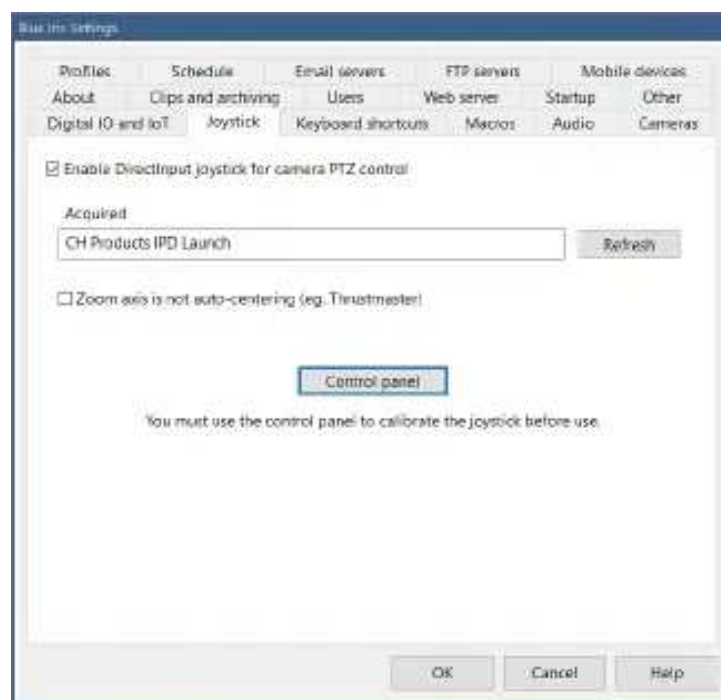 Blue Iris Settings
Profiles Schedule Email servers FTP servers Mobile devices
About Clips and archiving Users Web server Startup Other
Digital IO and IoT Joystick Keyboard shortcuts Macros Audio Cameras
Enable DirectInput joystick for camera PTZ control
Acquired
CH Products IPD Launch Refresh
Zoom axis is not auto-centering (eg. Thrustmaster)
Control panel
You must use the control panel to calibrate the joystick before use.
OK Cancel Help